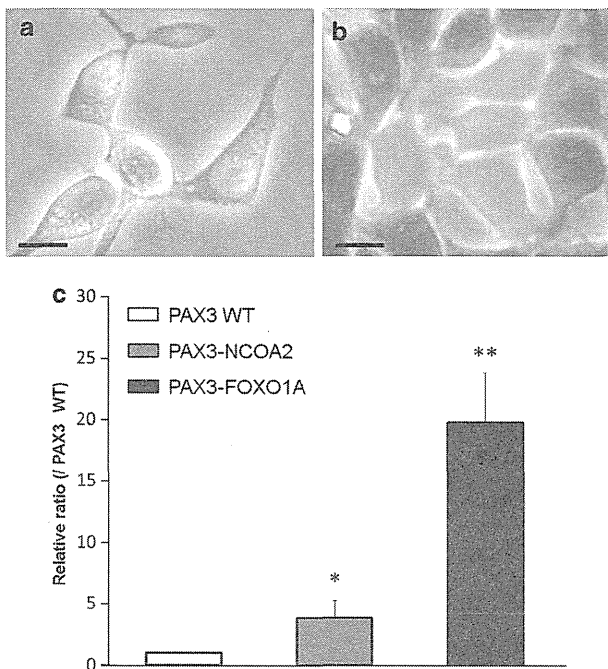 a
b
c
30
25
20
15
10
5
0
Relative ratio (/ PAX3 WT)
PAX3 WT
PAX3-NCOA2
PAX3-FOXO1A
*
**